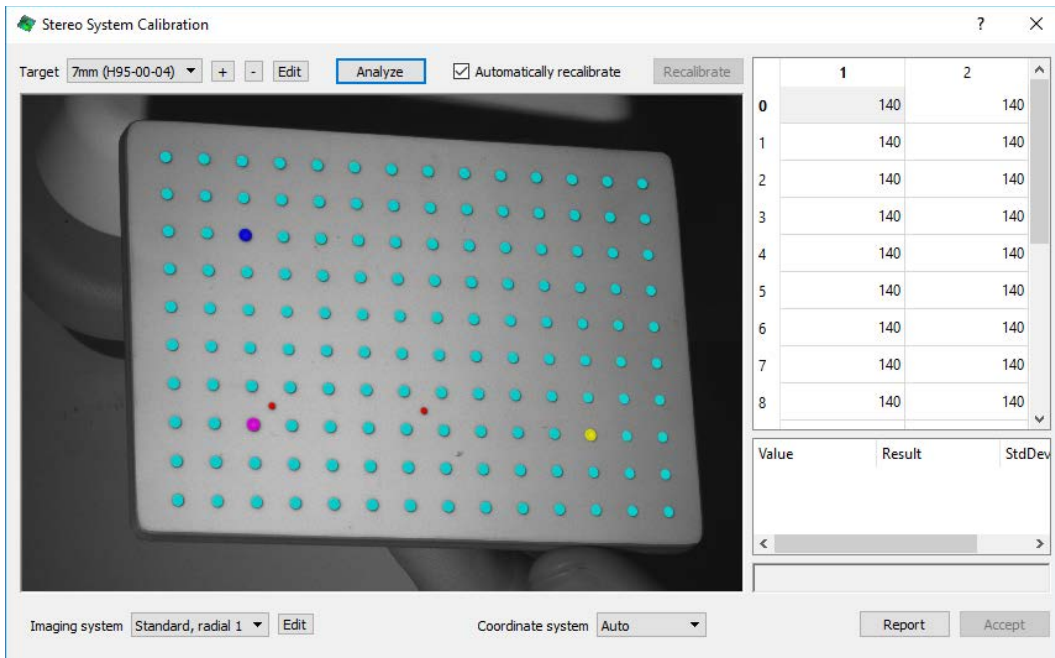 Stereo System Calibration ?
Target 7mm (H95-00-04) + - Edit Analyze Automatically recalibrate Recalibrate
1 2
0 140 140
1 140 140
2 140 140
3 140 140
4 140 140
5 140 140
6 140 140
7 140 140
8 140 140
Value Result StdDev
Imaging system Standard, radial 1 Edit Coordinate system Auto Report Accept